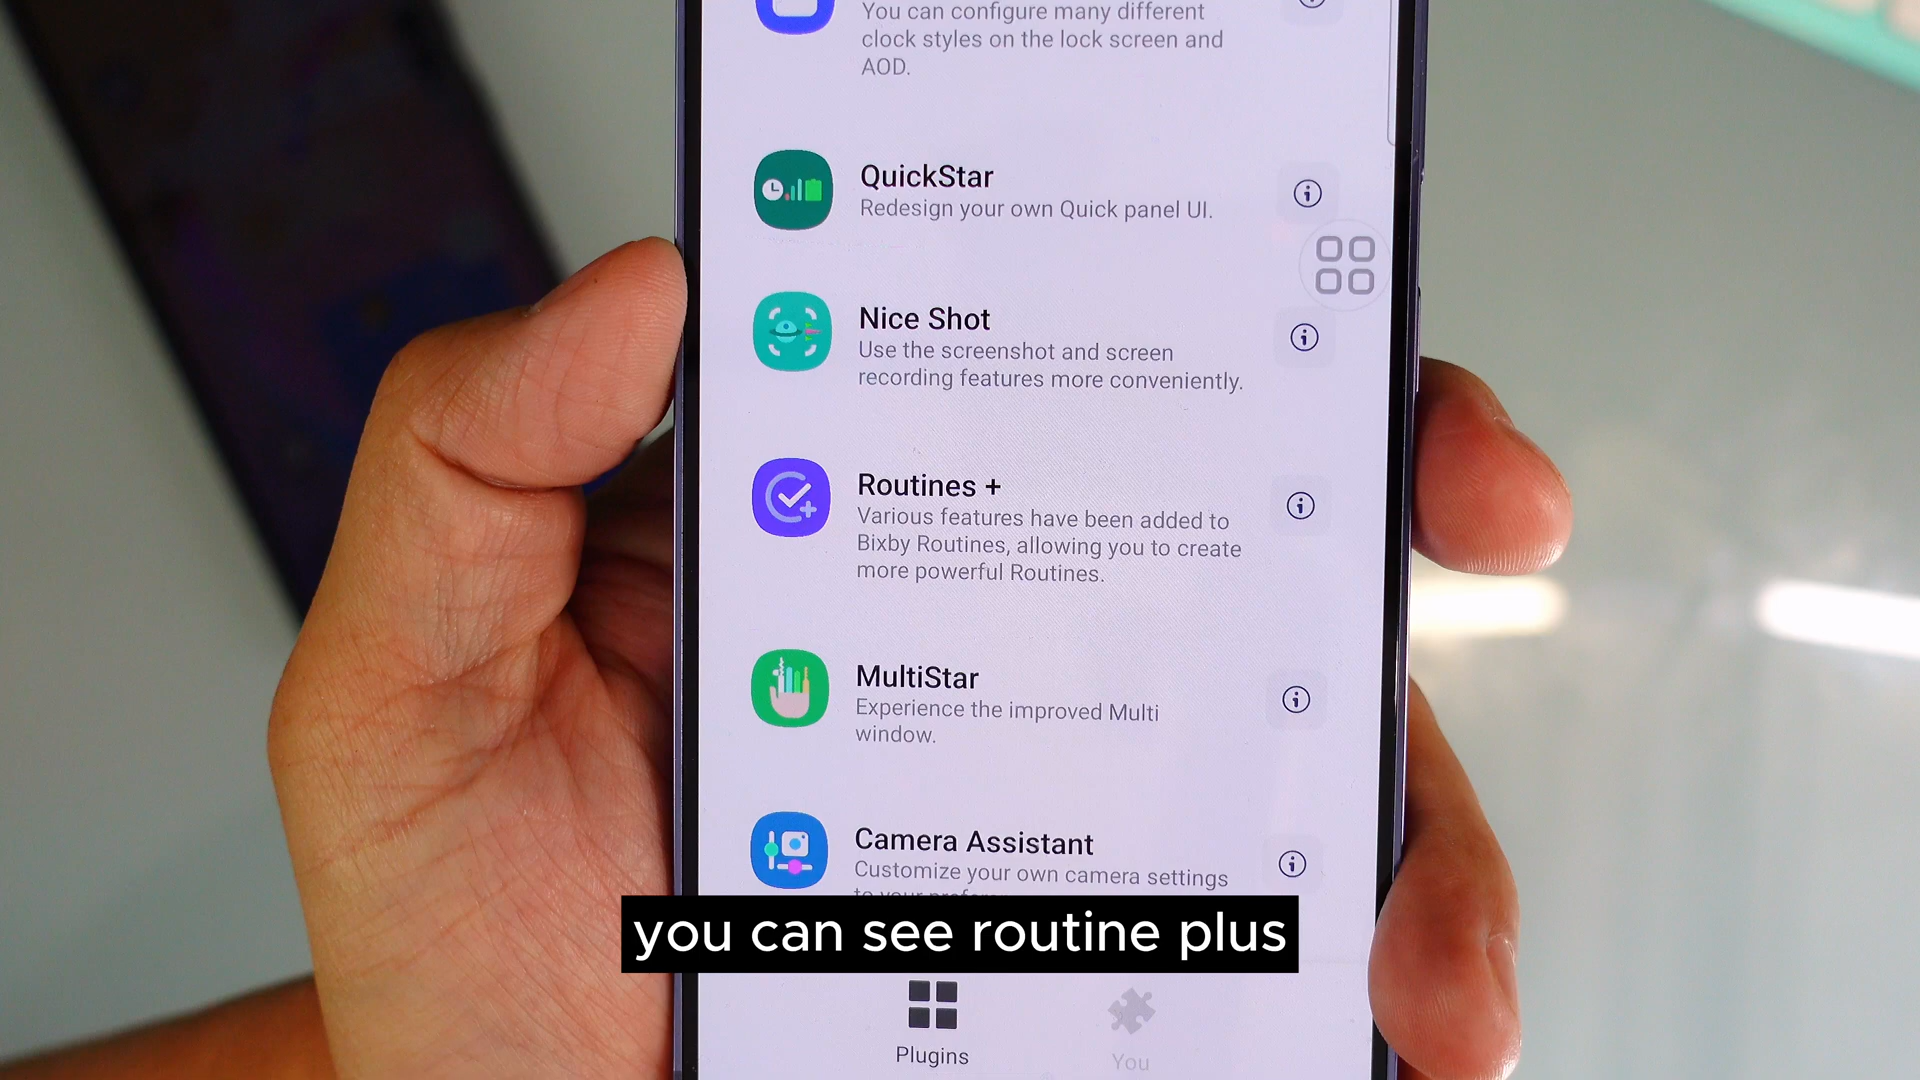 You can configure many different
clock styles on the lock screen and
AOD.
QuickStar
Redesign your own Quick panel UI.
Nice Shot
Use the screenshot and screen
recording features more conveniently.
Routines +
Various features have been added to
Bixby Routines, allowing you to create
more powerful Routines.
MultiStar
Experience the improved Multi
window.
Camera Assistant
Customize your own camera settings
you can see routine plus
Plugins
You